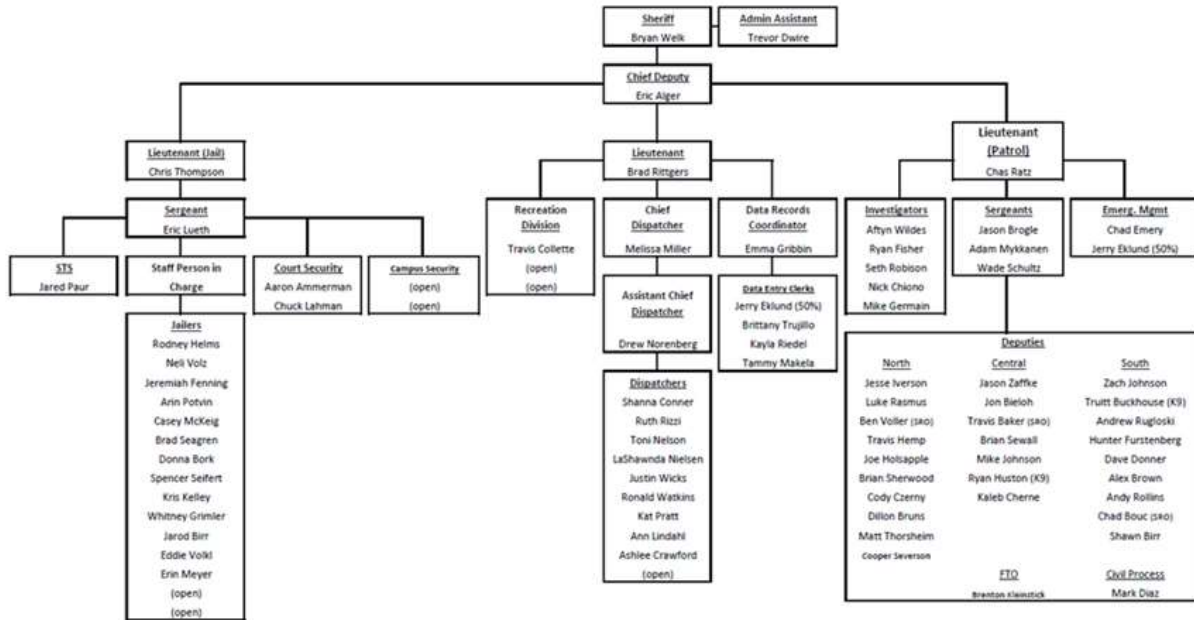 Sheriff
Bryan Welk
Admin Assistant
Trevor Dwire
Chief Deputy
Eric Alger
Lieutenant (Jail)
Chris Thompson
Lieutenant
Brad Rittgers
Lieutenant
(Patrol)
Chas Ratz
Sergeant
Eric Lueth
STS
Jared Paur
Staff Person in
Charge
Court Security
Aaron Ammerman
Chuck Lahman
Campus Security
(open)
(open)
Jailers
Rodney Helms
Neli Volz
Jeremiah Fenning
Arin Potvin
Casey McKeig
Brad Seagren
Donna Bork
Spencer Seifert
Kris Kelley
Whitney Grimler
Jarod Birr
Eddie Volkl
Erin Meyer
(open)
(open)
Recreation
Division
Travis Collette
(open)
(open)
Chief
Dispatcher
Melissa Miller
Assistant Chief
Dispatcher
Drew Norenberg
Dispatchers
Shanna Conner
Ruth Rizzi
Toni Nelson
LaShawnda Nielsen
Justin Wicks
Ronald Watkins
Kat Pratt
Ann Lindahl
Ashlee Crawford
(open)
Data Records
Coordinator
Emma Gribbin
Data Entry Clerks
Jerry Eklund (50%)
Brittany Trujillo
Kayla Riedel
Tammy Makela
Investigators
Aftyn Wildes
Ryan Fisher
Seth Robison
Nick Chiono
Mike Germain
Sergeants
Jason Brogle
Adam Mykkanen
Wade Schultz
Emerg. Mgmt
Chad Emery
Jerry Eklund (50%)
Deputies
North
Jesse Iverson
Luke Rasmus
Ben Voller (SRO)
Travis Hemp
Joe Holsapple
Brian Sherwood
Cody Czerny
Dillon Bruns
Matt Thorsheim
Cooper Severson
Central
Jason Zaffke
Jon Bieloh
Travis Baker (SRO)
Brian Sewall
Mike Johnson
Ryan Huston (K9)
Kaleb Cherne
South
Zach Johnson
Truitt Buckhouse (K9)
Andrew Rugloski
Hunter Furstenberg
Dave Donner
Alex Brown
Andy Rollins
Chad Bouc (SRO)
Shawn Birr
FTO
Brenton Kleinstick
Civil Process
Mark Diaz